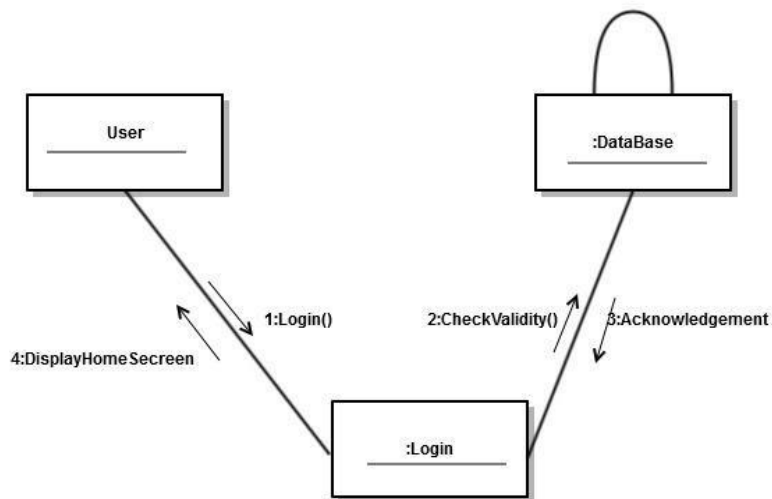 User
:DataBase
1:Login()
2:CheckValidity()
3:Acknowledgement
4:DisplayHomeSecreen
:Login